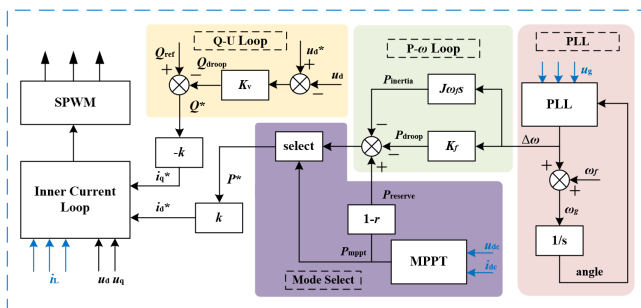 Q-U Loop
P-ω Loop
PLL
Qref
Qdroop
ud*
ud
Kv
Q*
SPWM
-k
Inner Current
Loop
iq*
id*
k
P*
iL
ud uq
Pinertia
Jωfs
Pdroop
Kf
select
Preserve
1-r
Pmppt
MPPT
udc
idc
Mode Select
ug
PLL
Δω
ωf
ωg
1/s
angle